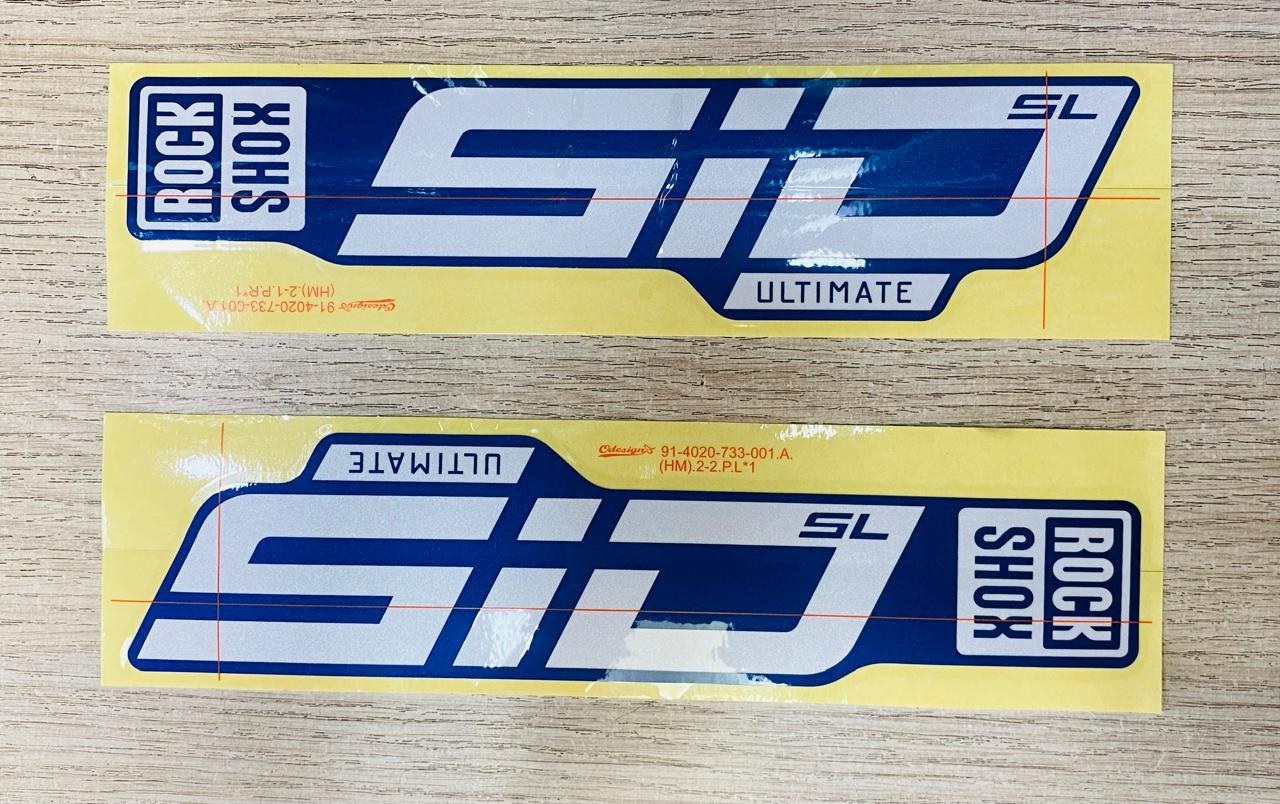 ROCK
SHOX
SiD
SL
ULTIMATE
Cdesign
91-4020-733-001.A.
(HM).2-1.P.R*1
ULTIMATE
Cdesign
91-4020-733-001.A.
(HM).2-2.P.L*1
SiD
SL
ROCK
SHOX